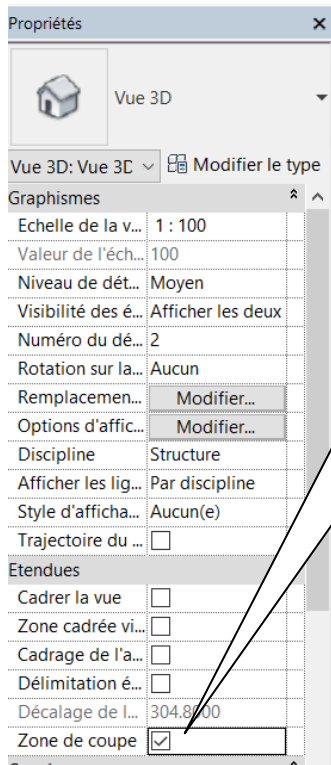 Propriétés
Vue 3D
Vue 3D: Vue 3D Modifier le type
Graphismes
Echelle de la v... 1 : 100
Valeur de l'éch... 100
Niveau de dét... Moyen
Visibilité des é... Afficher les deux
Numéro du dé... 2
Rotation sur la... Aucun
Remplacemen... Modifier...
Options d'affic... Modifier...
Discipline Structure
Afficher les lig... Par discipline
Style d'afficha... Aucun(e)
Trajectoire du ...
Etendues
Cadrer la vue
Zone cadrée vi...
Cadrage de l'a...
Délimitation é...
Décalage de l... 304.8000
Zone de coupe